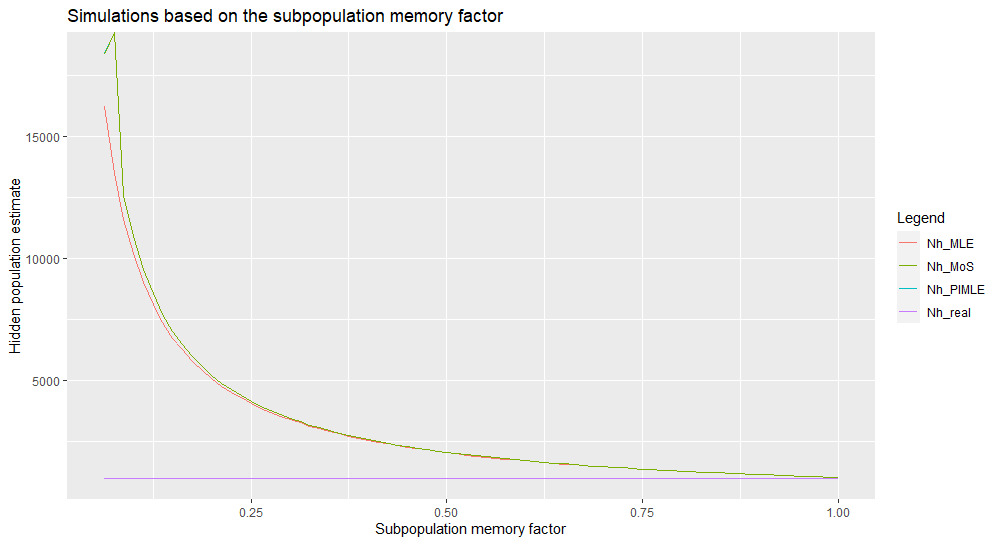 Simulations based on the subpopulation memory factor
Hidden population estimate
15000
10000
5000
0.25
0.50
0.75
1.00
Subpopulation memory factor
Legend
Nh_MLE
Nh_MoS
Nh_PIMLE
Nh_real